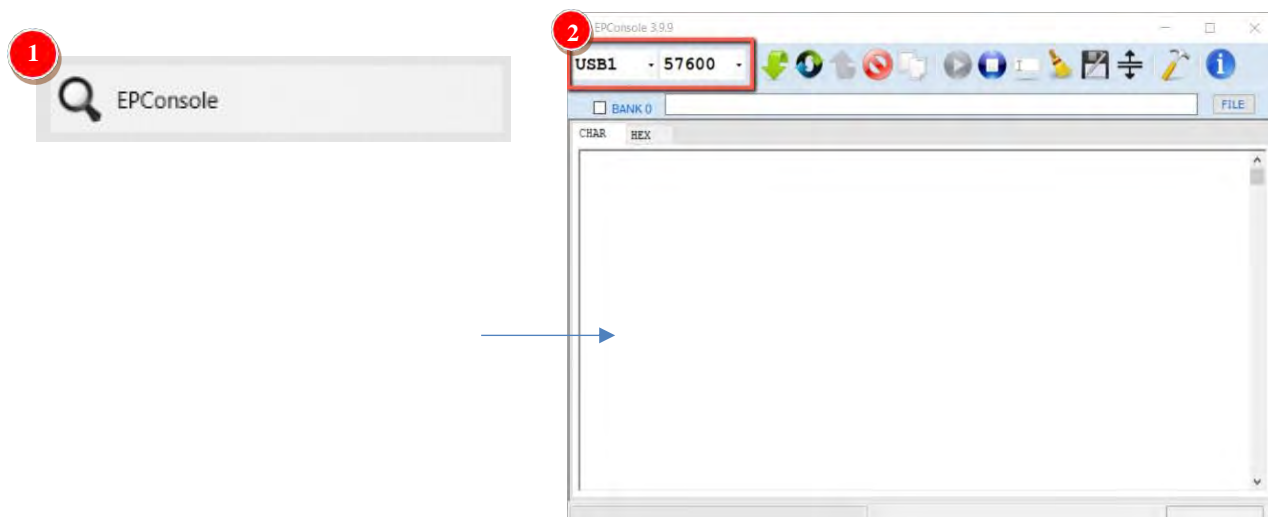 1
EPConsole
2
EPConsole 3.9.9
USB1 57600
BANK 0 FILE
CHAR HEX